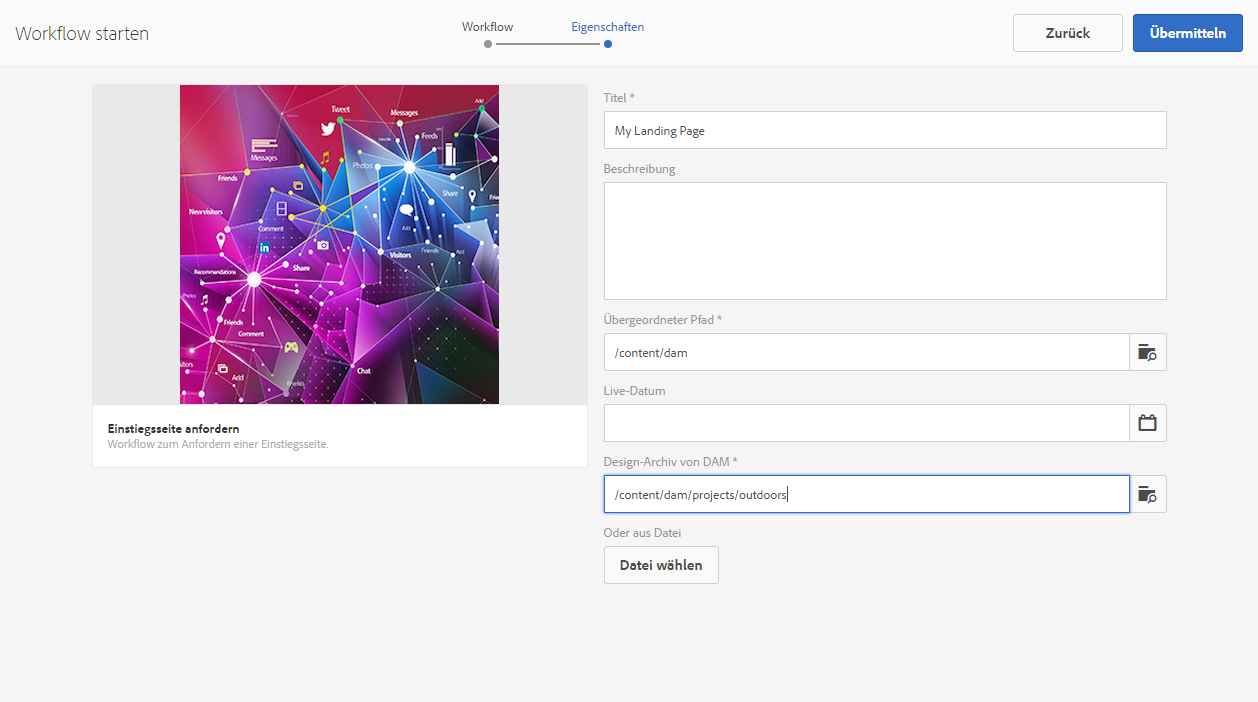 Workflow starten
Workflow
Eigenschaften
Zurück
Übermitteln
Tweet
Messages
Add
Feeds
Messages
Photos
Friends
Share
New visitors
Comment
Add
Visitors
Friends
Add
Share
Recommendations
Photos
Friends
Comment
Add
Friends
Chat
Einstiegsseite anfordern
Workflow zum Anfordern einer Einstiegsseite.
Titel *
My Landing Page
Beschreibung
Übergeordneter Pfad *
/content/dam
Live-Datum
Design-Archiv von DAM *
/content/dam/projects/outdoors
Oder aus Datei
Datei wählen